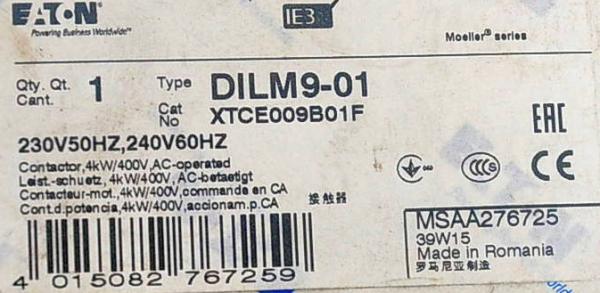 EATON
Powering Business Worldwide™
IE3
Moeller® series
Qty. Qt.
Cant.
1
Type DILM9-01
Cat
No XTCE009B01F
230V50HZ,240V60HZ
Contactor,4kW/400V,AC-operated
Leist.-schuetz, 4kW/400V, AC-betaetigt
Contacteur-mot.,4kW/400V,commande en CA
Cont.d.potencia,4kW/400V,accionam.p.CA
接触器
EAC
CCC
CE
MSAA276725
39W15
Made in Romania
罗马尼亚制造
4 015082 767259